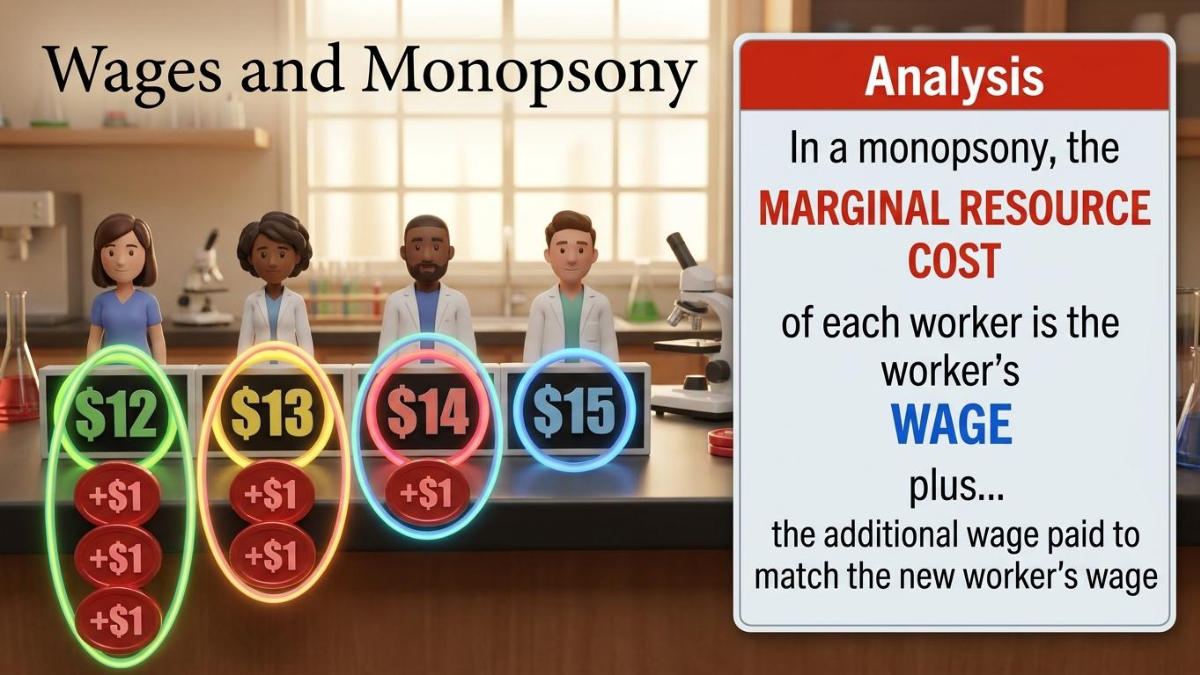 Wages and Monopsony
$12
$13
$14
$15
+$1
+$1
+$1
+$1
+$1
+$1
Analysis
In a monopsony, the
MARGINAL RESOURCE
COST
of each worker is the
worker’s
WAGE
plus...
the additional wage paid to
match the new worker’s wage